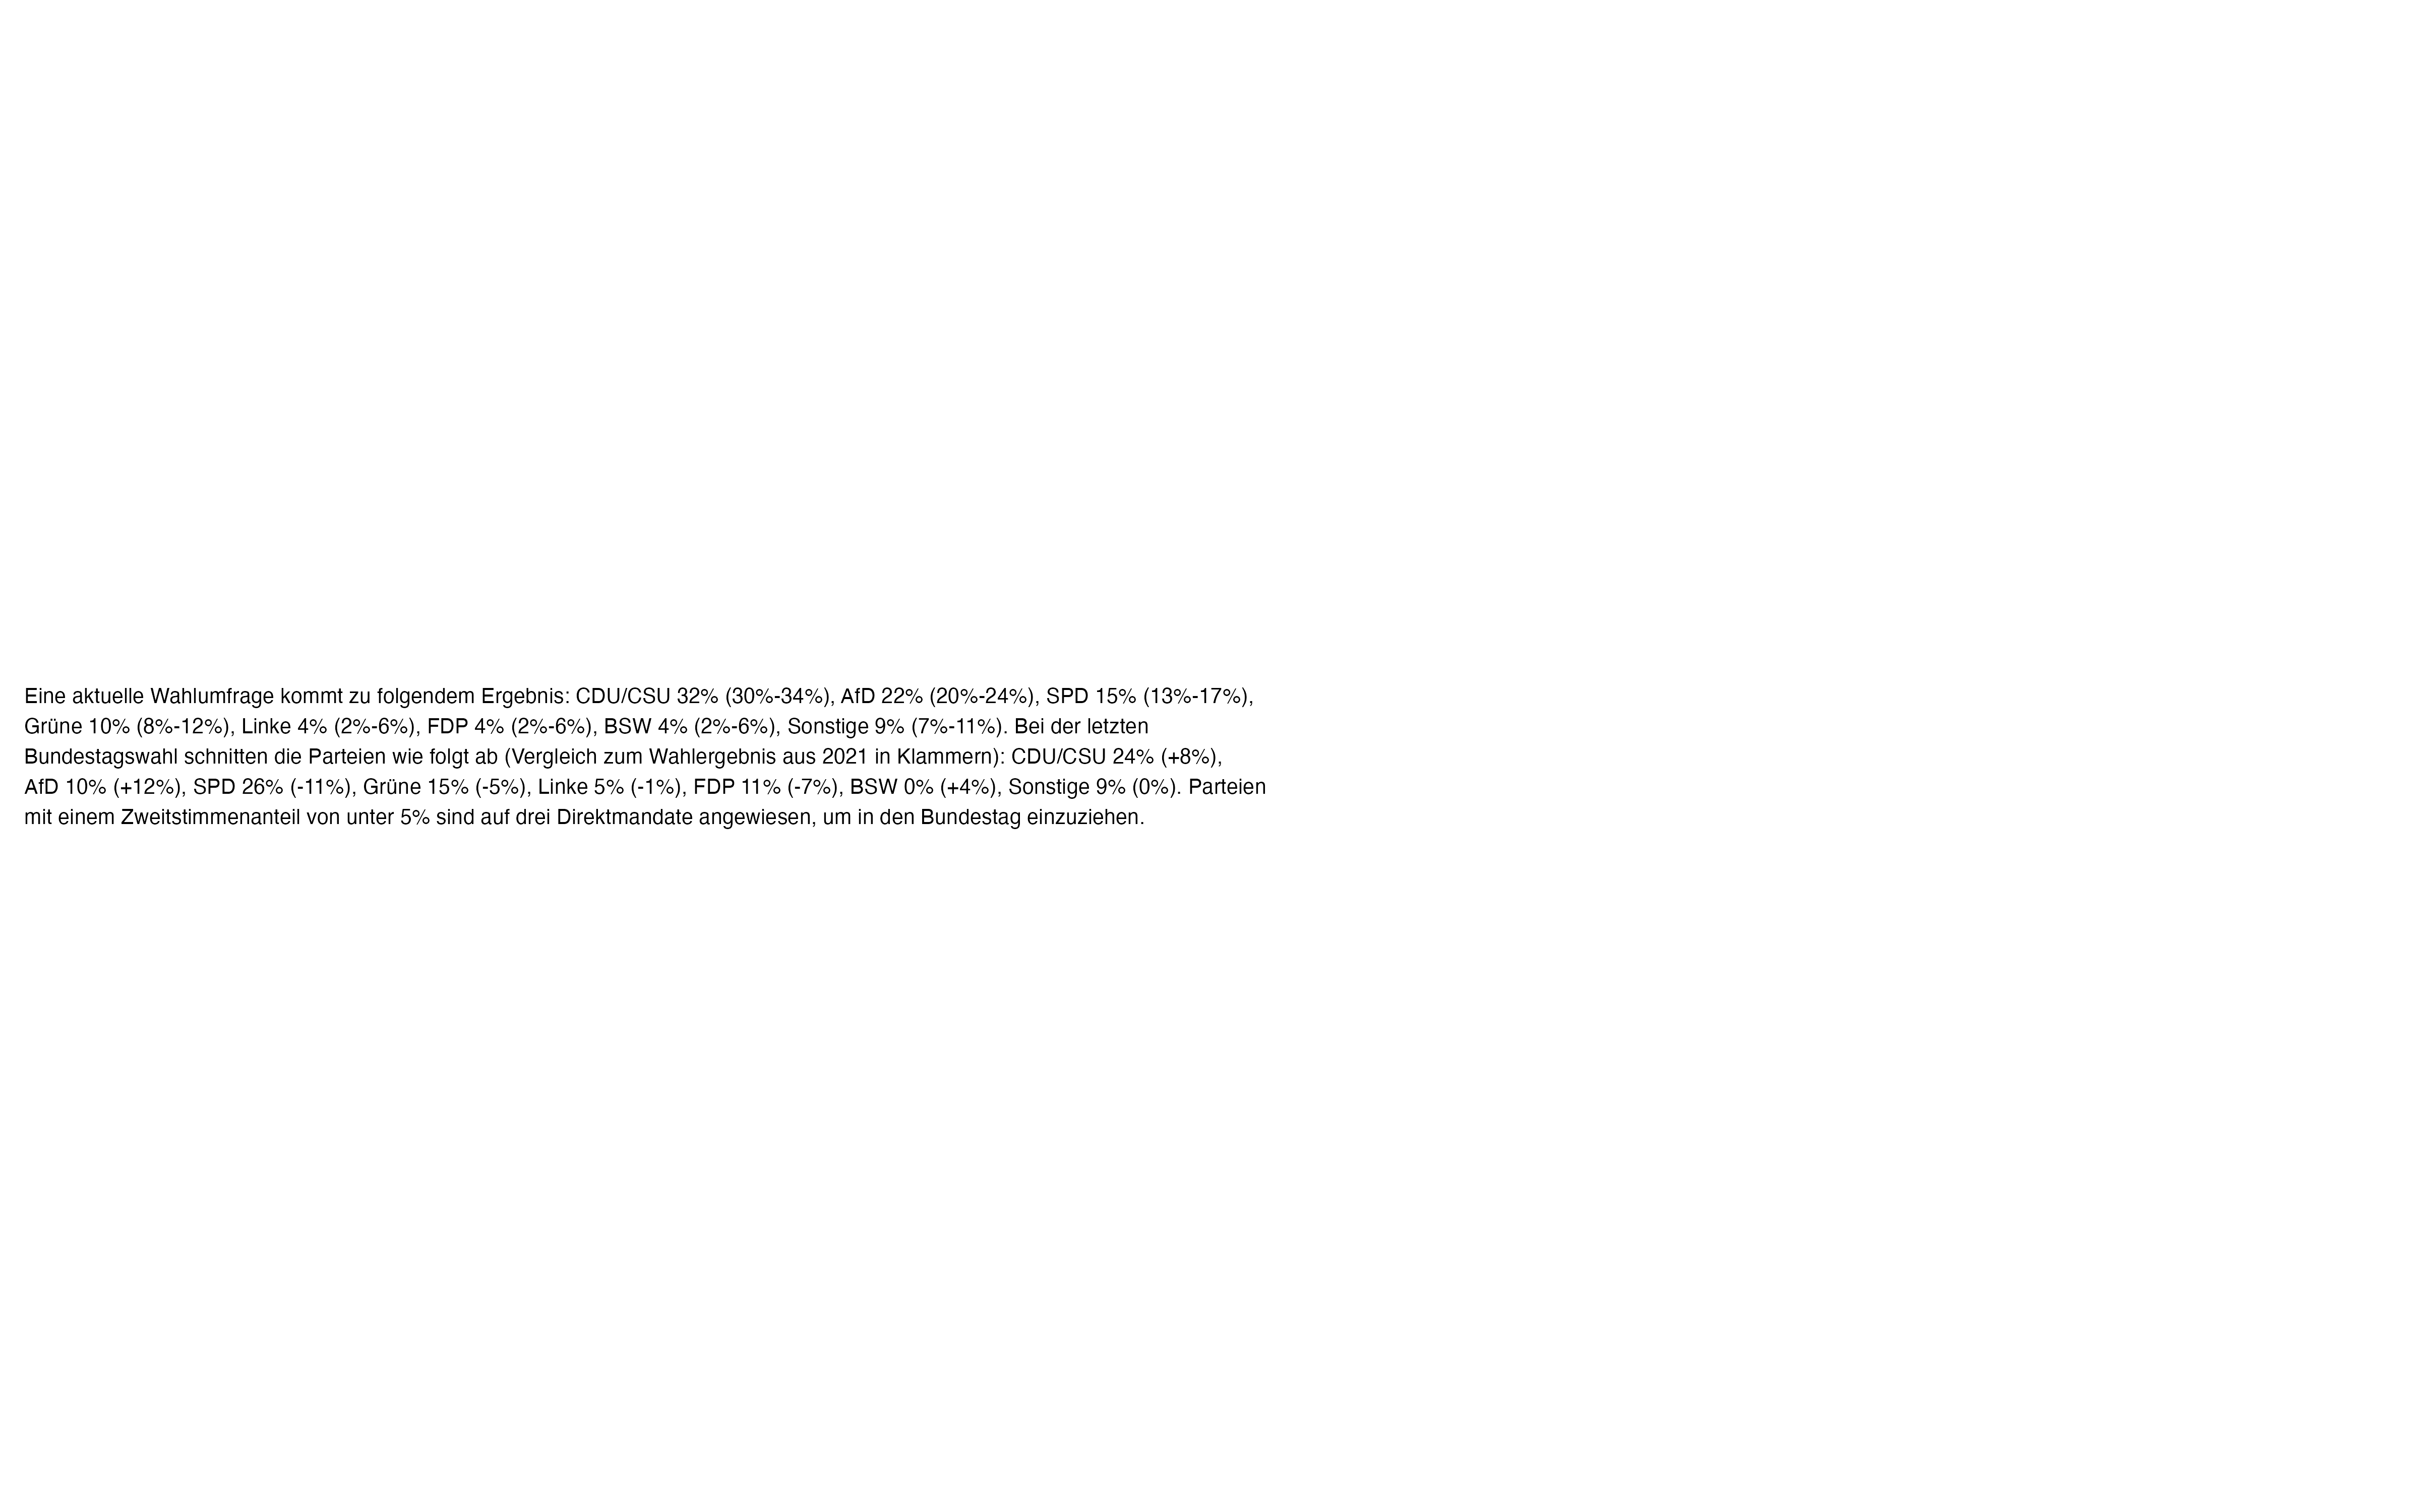 Eine aktuelle Wahlumfrage kommt zu folgendem Ergebnis: CDU/CSU 32% (30%-34%), AfD 22% (20%-24%), SPD 15% (13%-17%),
Grüne 10% (8%-12%), Linke 4% (2%-6%), FDP 4% (2%-6%), BSW 4% (2%-6%), Sonstige 9% (7%-11%). Bei der letzten
Bundestagswahl schnitten die Parteien wie folgt ab (Vergleich zum Wahlergebnis aus 2021 in Klammern): CDU/CSU 24% (+8%),
AfD 10% (+12%), SPD 26% (-11%), Grüne 15% (-5%), Linke 5% (-1%), FDP 11% (-7%), BSW 0% (+4%), Sonstige 9% (0%). Parteien
mit einem Zweitstimmenanteil von unter 5% sind auf drei Direktmandate angewiesen, um in den Bundestag einzuziehen.